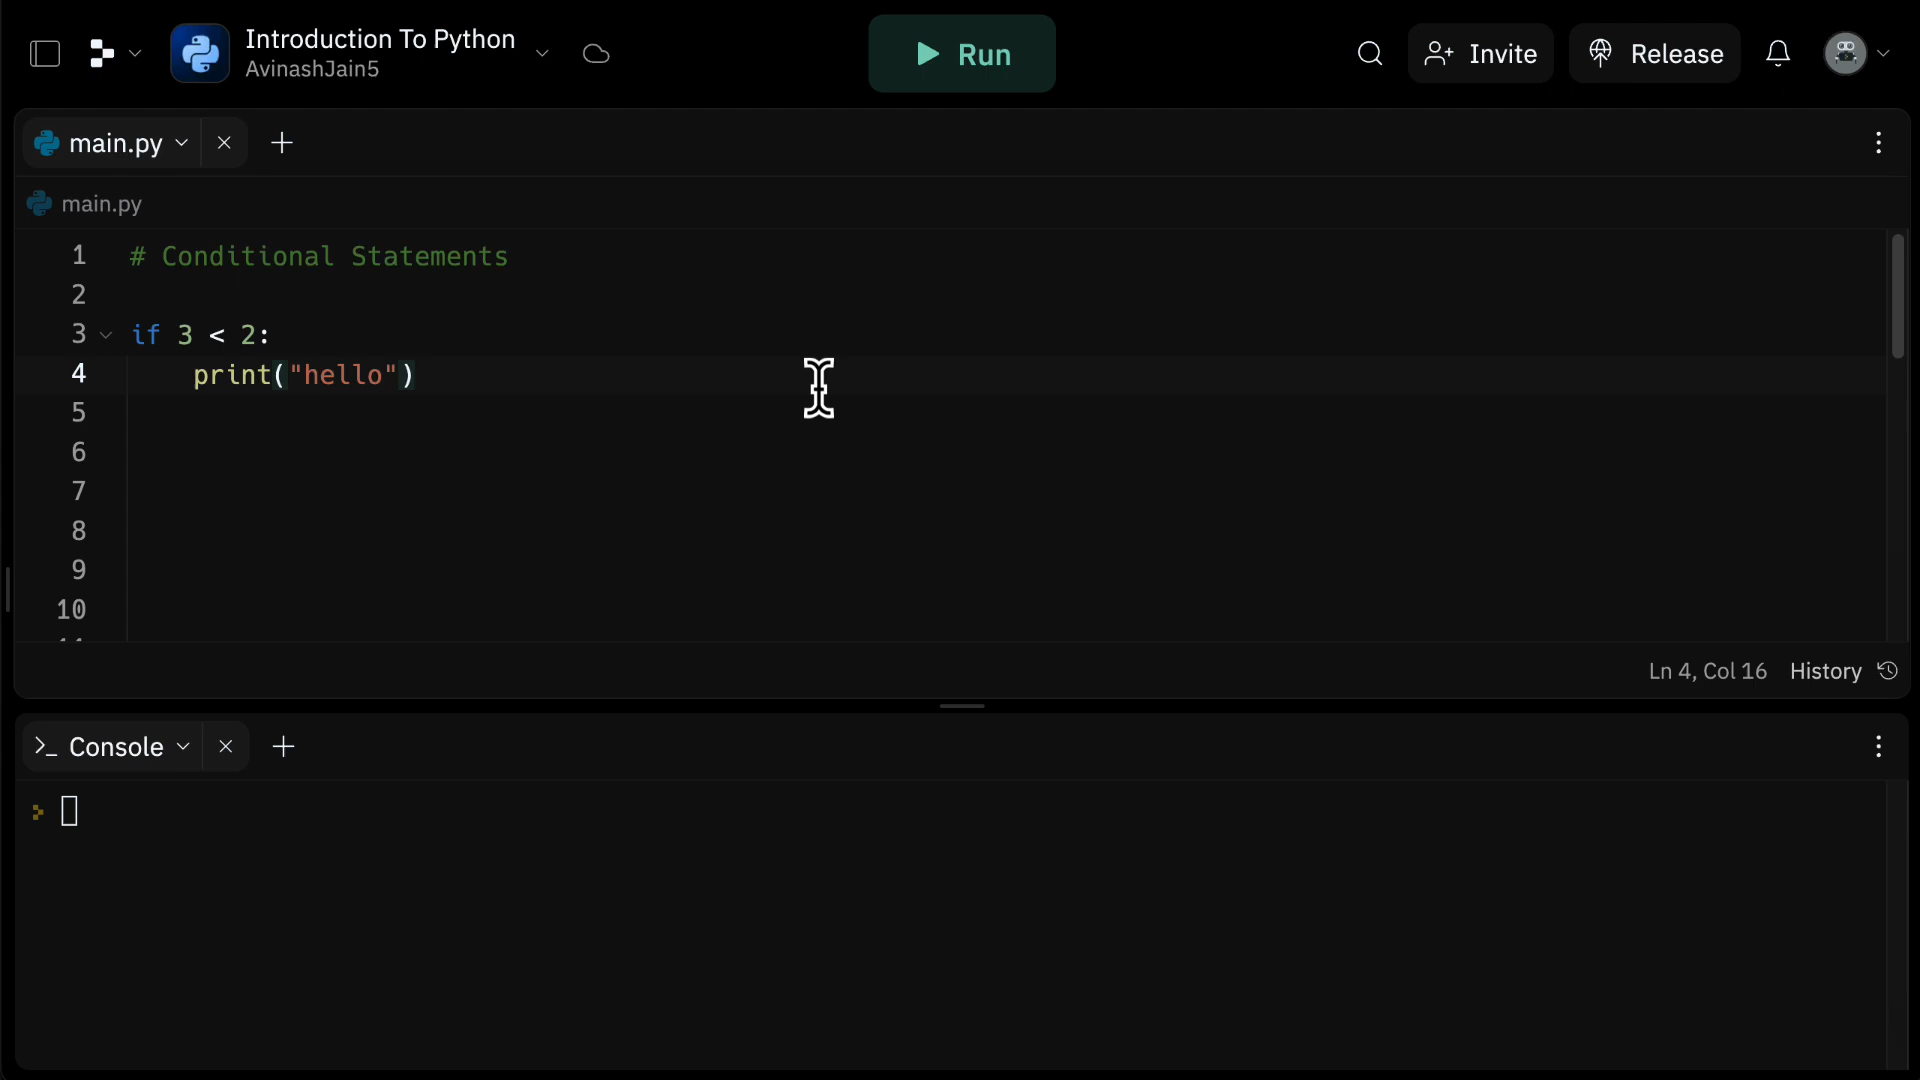 Introduction To Python
AvinashJain5
Run
Invite
Release
main.py
main.py
1 # Conditional Statements
2
3 if 3 < 2:
4     print("hello")
5
6
7
8
9
10
Ln 4, Col 16 History
Console